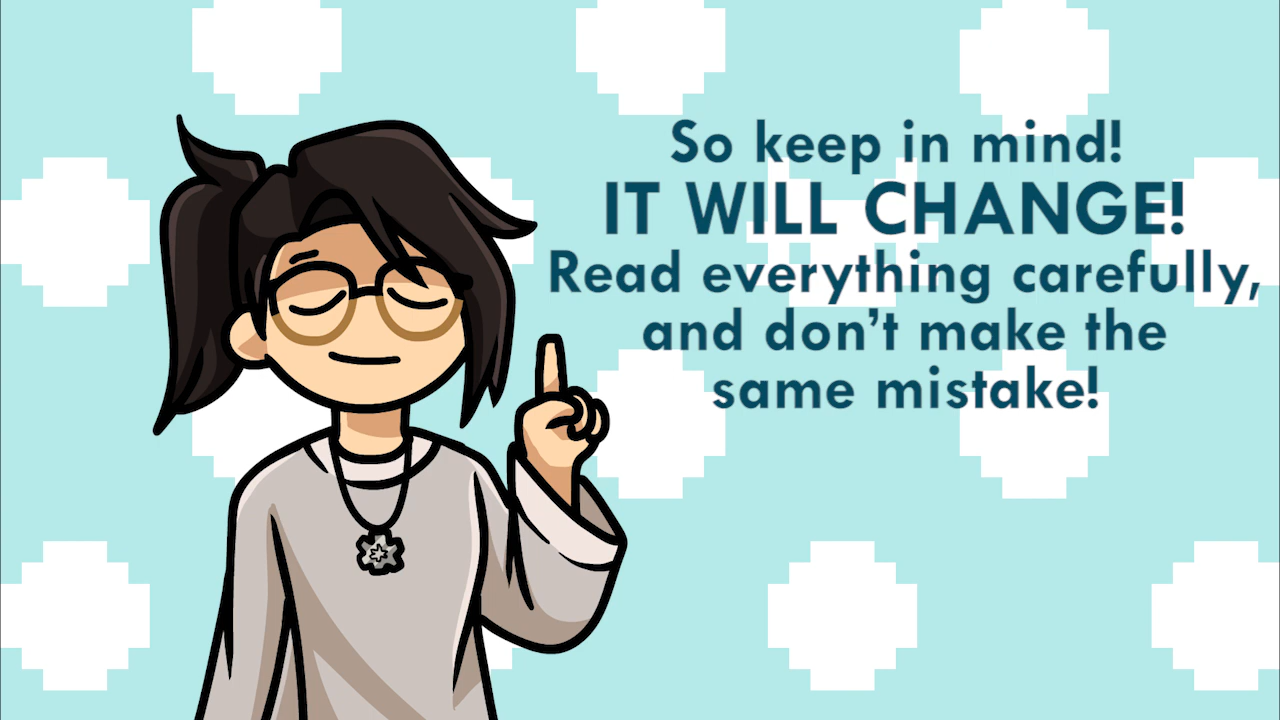 So keep in mind!
IT WILL CHANGE!
Read everything carefully,
and don't make the
same mistake!